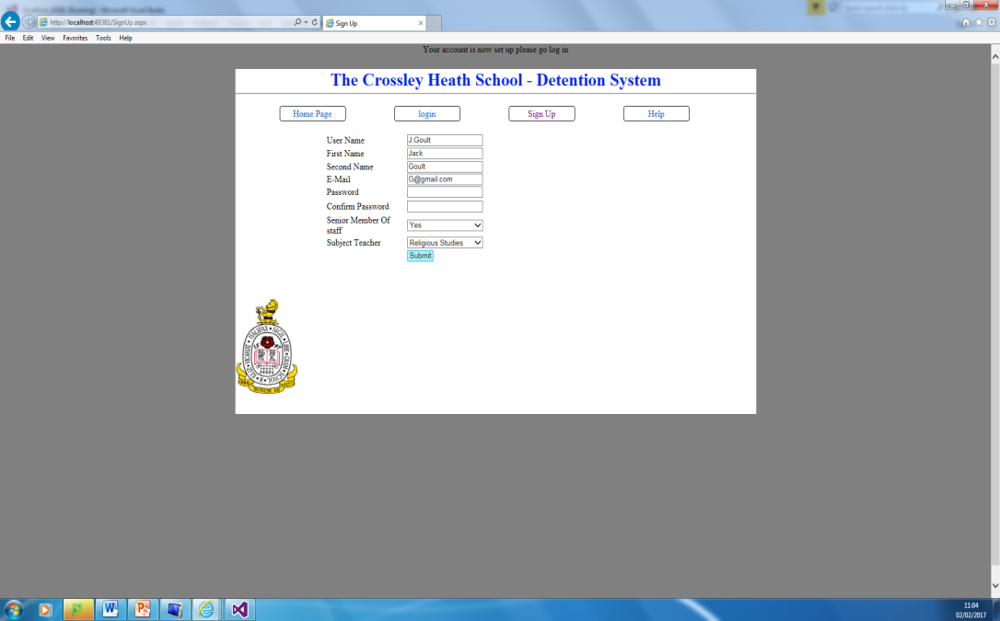 http://localhost:49381/SignUp.aspx
Sign Up
File Edit View Favorites Tools Help
Your account is now set up please go log in
The Crossley Heath School - Detention System
Home Page login Sign Up Help
User Name J.Goult
First Name Jack
Second Name Goult
E-Mail G@gmail.com
Password
Confirm Password
Senior Member Of
staff Yes
Subject Teacher Religious Studies
Submit
11:04
02/02/2017